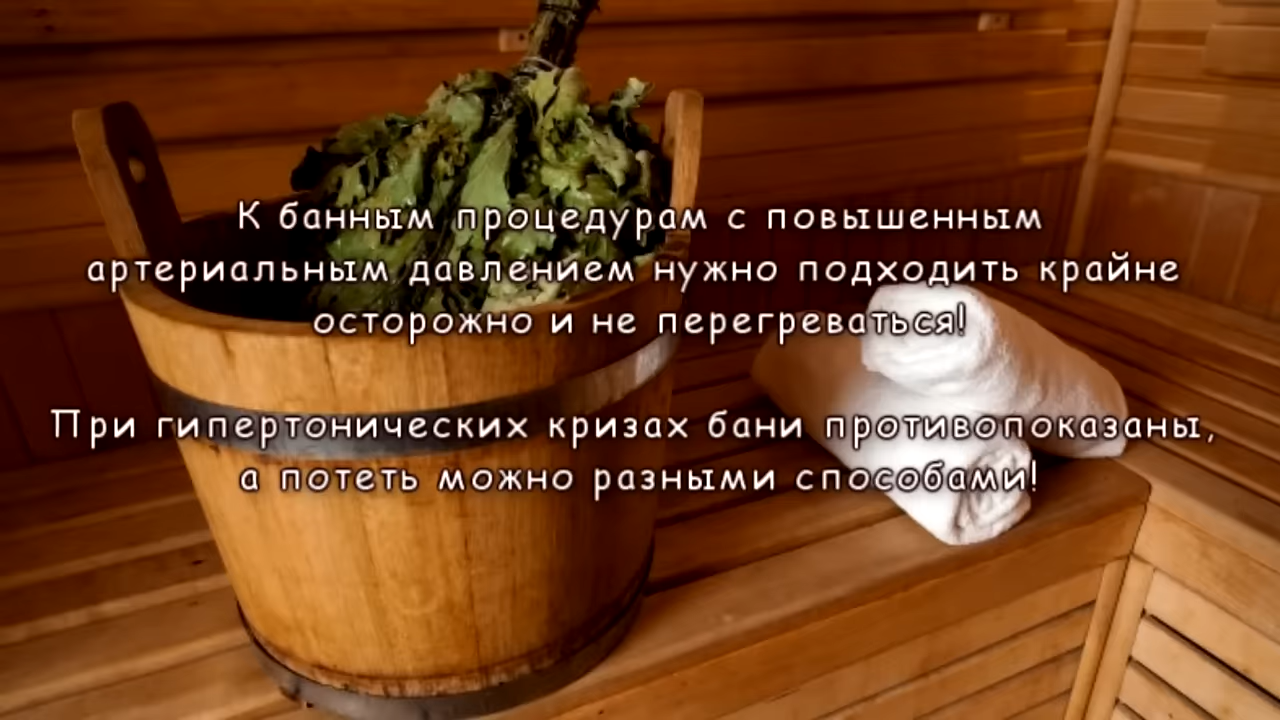 К банным процедурам с повышенным
артериальным давлением нужно подходить крайне
осторожно и не перегреваться!
При гипертонических кризах бани противопоказаны,
а потеть можно разными способами!